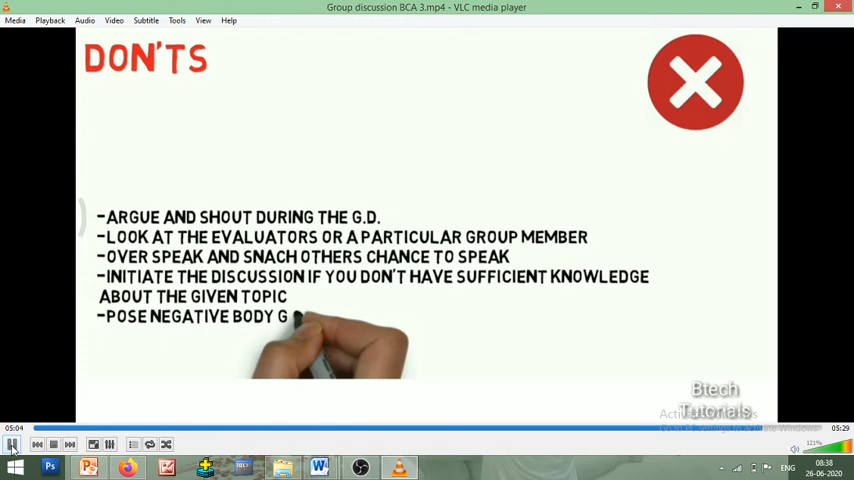 Group discussion BCA 3.mp4 - VLC media player
Media Playback Audio Video Subtitle Tools View Help
DON'TS
-ARGUE AND SHOUT DURING THE G.D.
-LOOK AT THE EVALUATORS OR A PARTICULAR GROUP MEMBER
-OVER SPEAK AND SNACH OTHERS CHANCE TO SPEAK
-INITIATE THE DISCUSSION IF YOU DON'T HAVE SUFFICIENT KNOWLEDGE
ABOUT THE GIVEN TOPIC
-POSE NEGATIVE BODY G
Btech
Tutorials
05:04
05:29
121%
Ps
ENG
08:38
26-06-2020